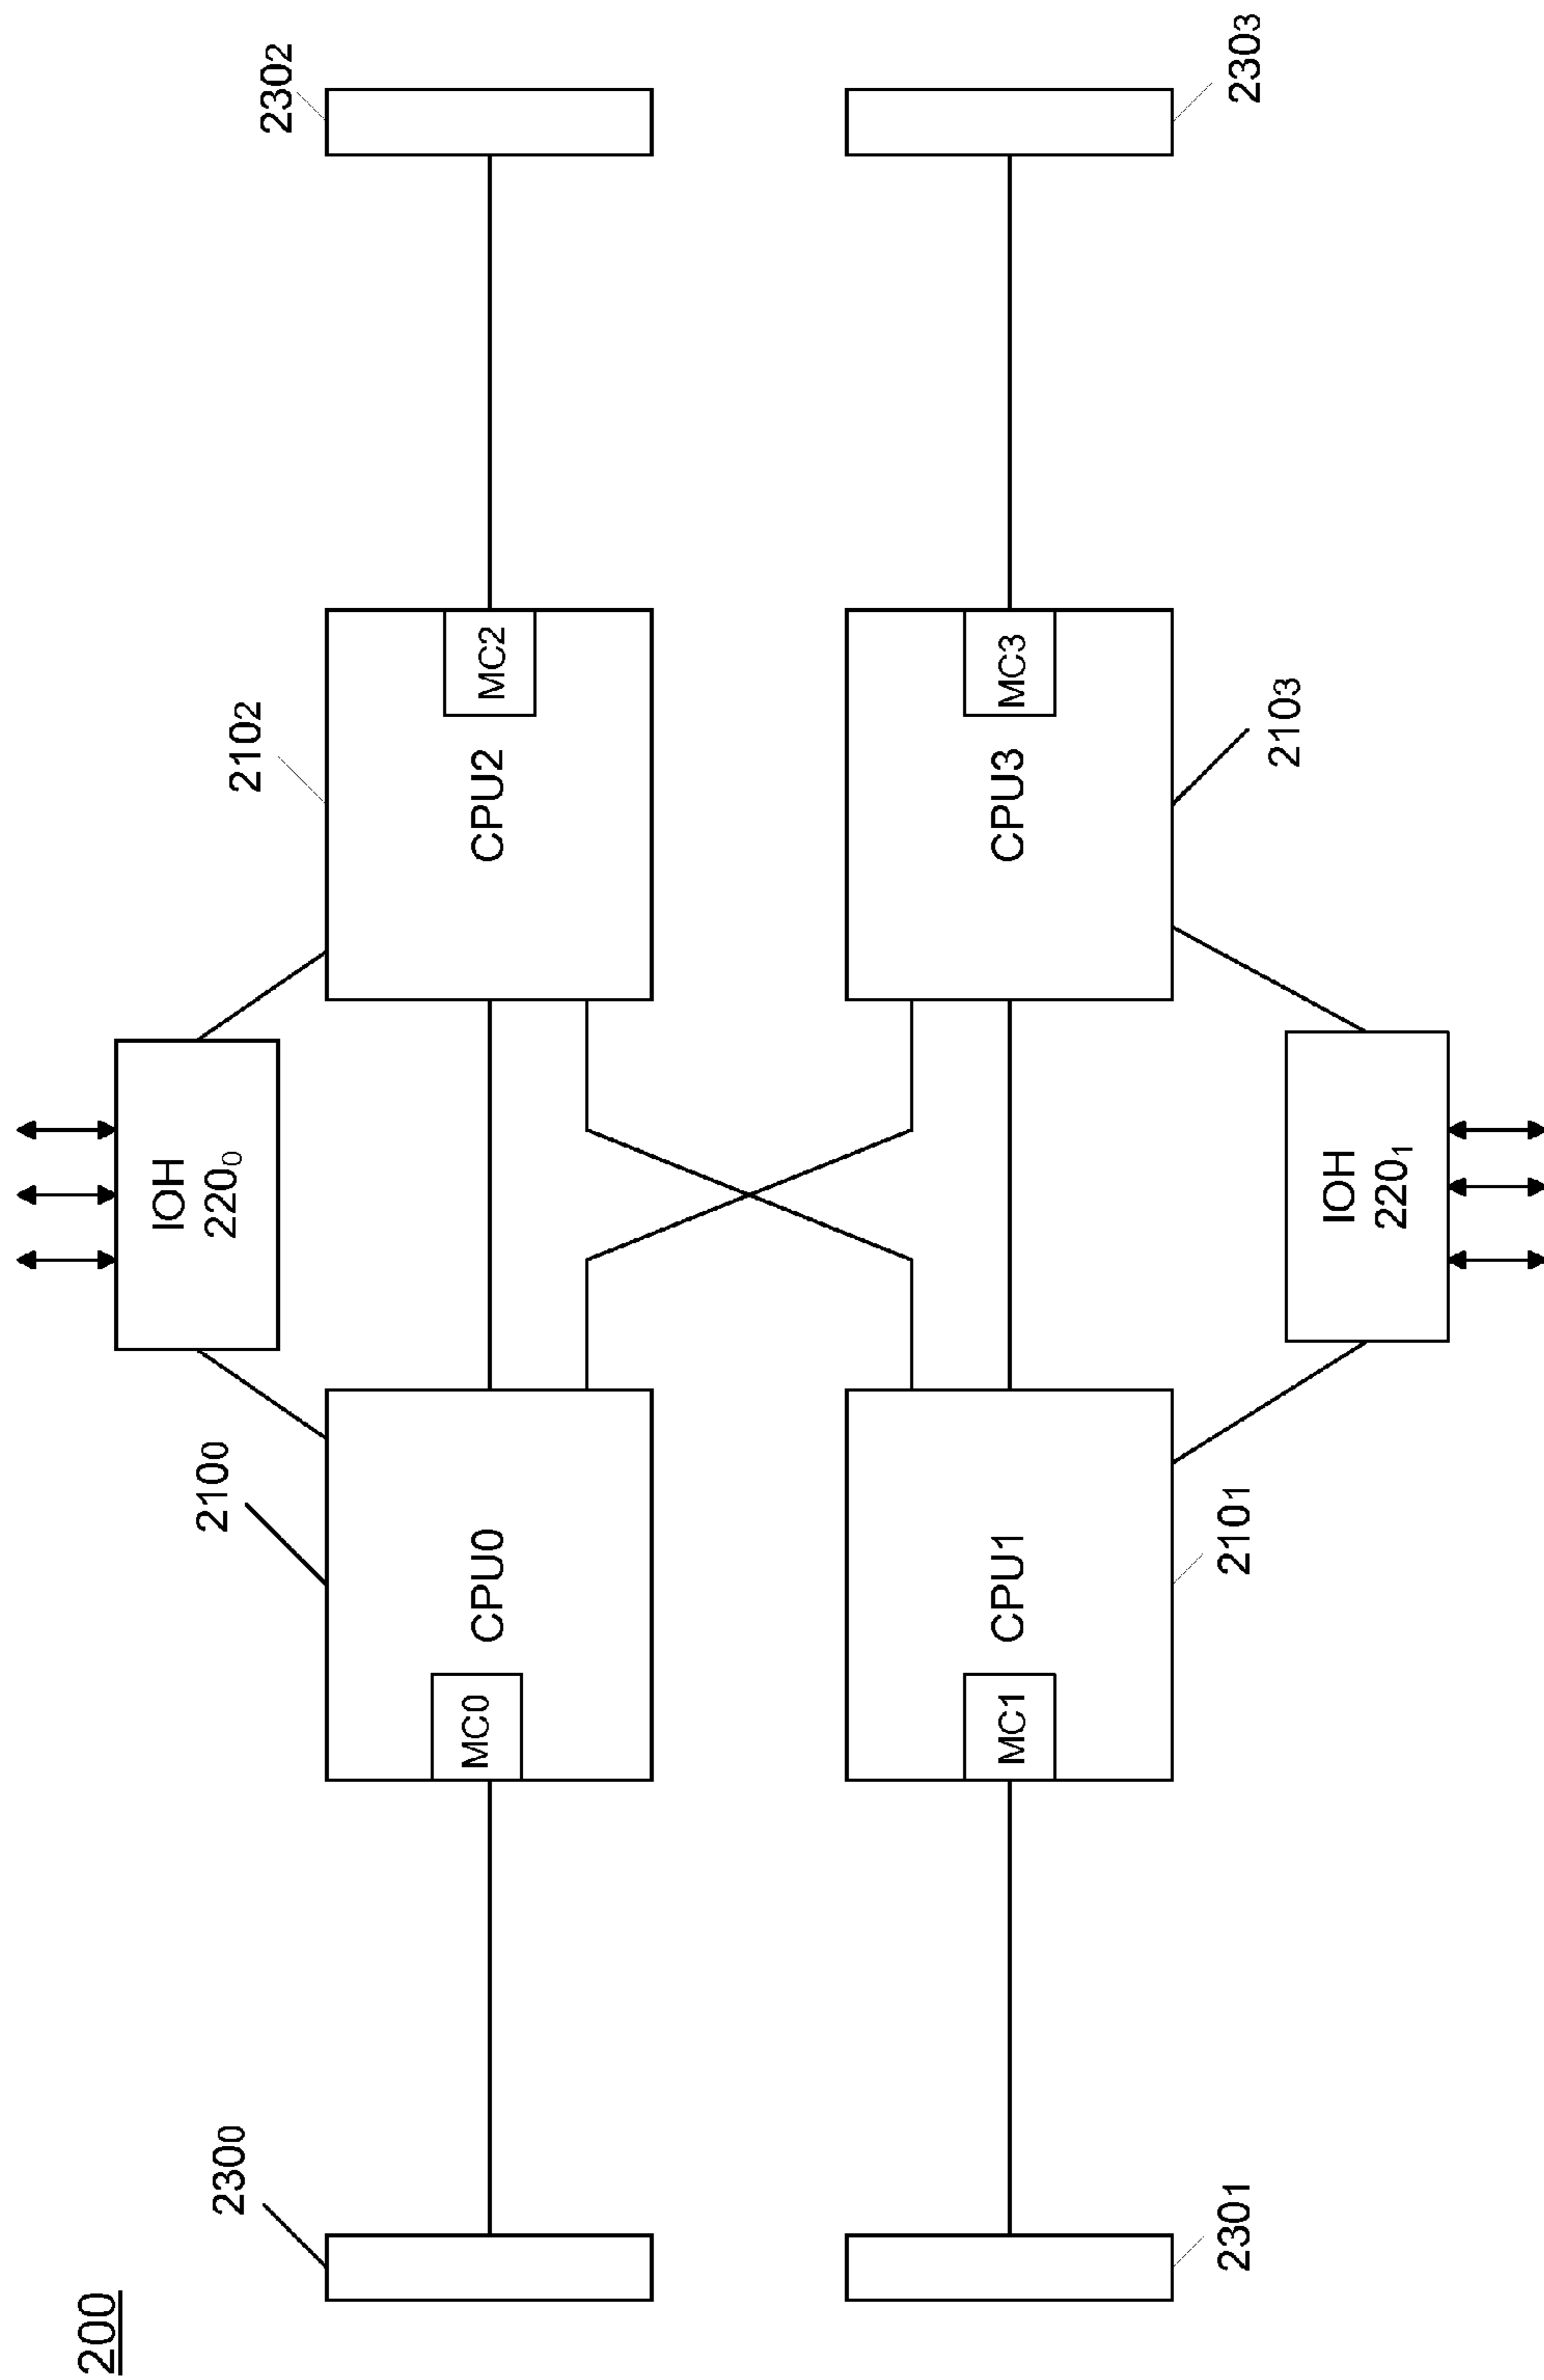 200
IOH
220₀
230₀
210₀
210₂
230₂
MC0
CPU0
CPU2
MC2
MC1
CPU1
CPU3
MC3
230₁
210₁
210₃
230₃
IOH
220₁